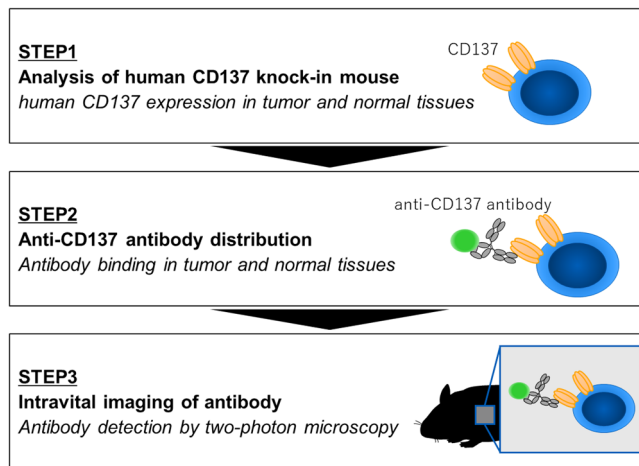 STEP1
CD137
Analysis of human CD137 knock-in mouse
human CD137 expression in tumor and normal tissues
STEP2
anti-CD137 antibody
Anti-CD137 antibody distribution
Antibody binding in tumor and normal tissues
STEP3
Intravital imaging of antibody
Antibody detection by two-photon microscopy